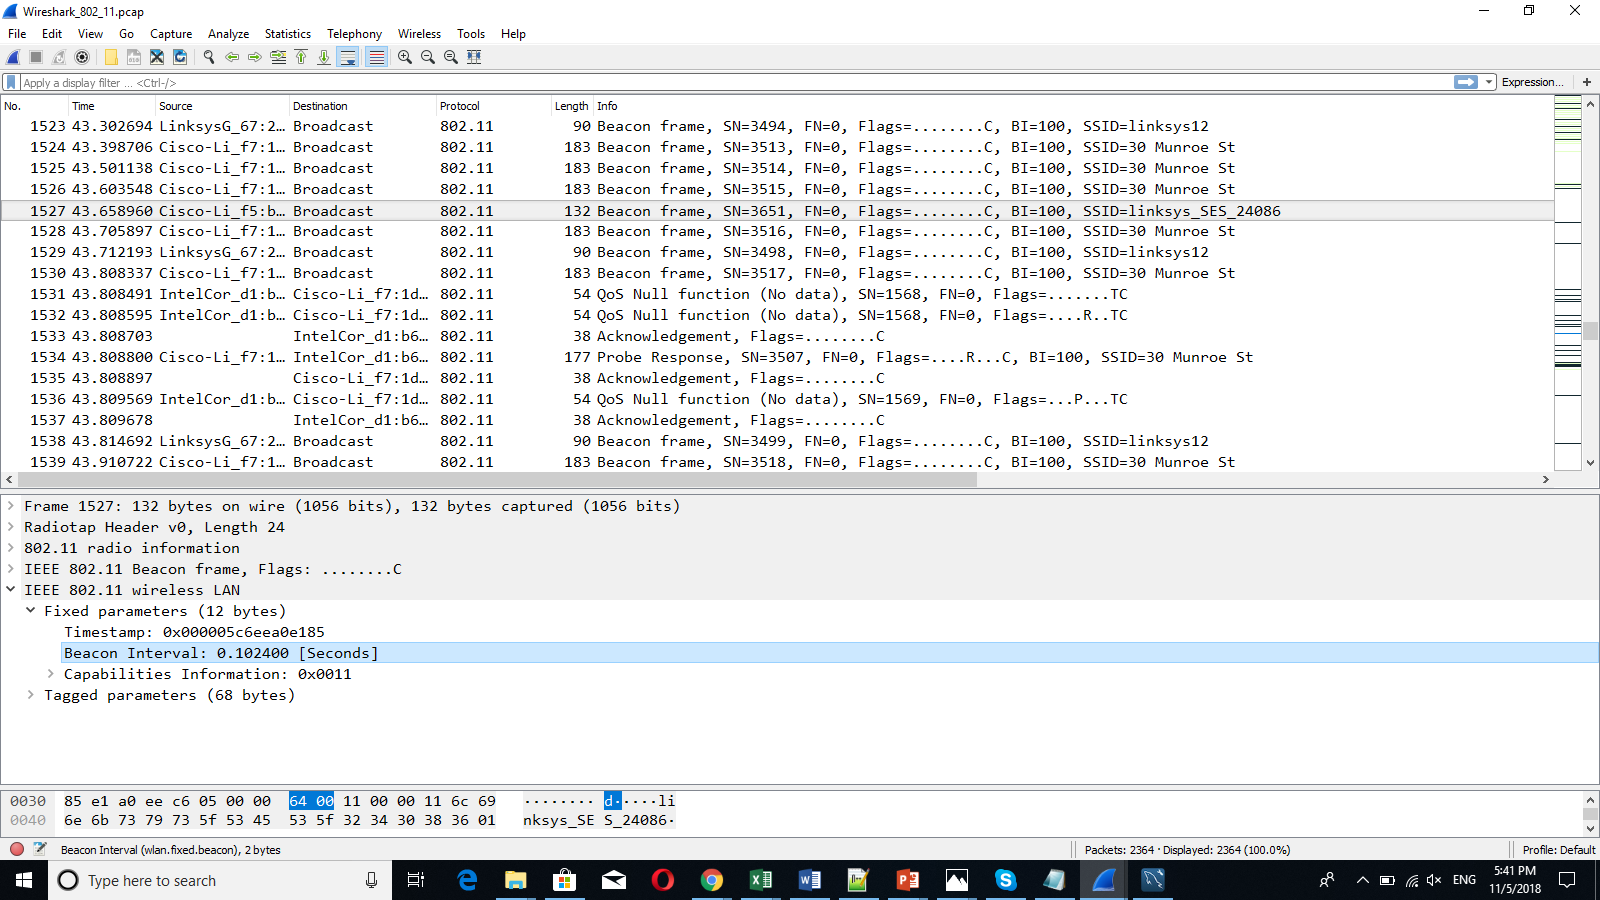 Wireshark_802_11.pcap
File Edit View Go Capture Analyze Statistics Telephony Wireless Tools Help
Apply a display filter ... <Ctrl-/> Expression... +
No. Time Source Destination Protocol Length Info
1523 43.302694 LinksysG_67:2… Broadcast 802.11 90 Beacon frame, SN=3494, FN=0, Flags=........C, BI=100, SSID=linksys12
1524 43.398706 Cisco-Li_f7:1… Broadcast 802.11 183 Beacon frame, SN=3513, FN=0, Flags=........C, BI=100, SSID=30 Munroe St
1525 43.501138 Cisco-Li_f7:1… Broadcast 802.11 183 Beacon frame, SN=3514, FN=0, Flags=........C, BI=100, SSID=30 Munroe St
1526 43.603548 Cisco-Li_f7:1… Broadcast 802.11 183 Beacon frame, SN=3515, FN=0, Flags=........C, BI=100, SSID=30 Munroe St
1527 43.658960 Cisco-Li_f5:b… Broadcast 802.11 132 Beacon frame, SN=3651, FN=0, Flags=........C, BI=100, SSID=linksys_SES_24086
1528 43.705897 Cisco-Li_f7:1… Broadcast 802.11 183 Beacon frame, SN=3516, FN=0, Flags=........C, BI=100, SSID=30 Munroe St
1529 43.712193 LinksysG_67:2… Broadcast 802.11 90 Beacon frame, SN=3498, FN=0, Flags=........C, BI=100, SSID=linksys12
1530 43.808337 Cisco-Li_f7:1… Broadcast 802.11 183 Beacon frame, SN=3517, FN=0, Flags=........C, BI=100, SSID=30 Munroe St
1531 43.808491 IntelCor_d1:b… Cisco-Li_f7:1d… 802.11 54 QoS Null function (No data), SN=1568, FN=0, Flags=.......TC
1532 43.808595 IntelCor_d1:b… Cisco-Li_f7:1d… 802.11 54 QoS Null function (No data), SN=1568, FN=0, Flags=....R..TC
1533 43.808703 IntelCor_d1:b6… 802.11 38 Acknowledgement, Flags=........C
1534 43.808800 Cisco-Li_f7:1… IntelCor_d1:b6… 802.11 177 Probe Response, SN=3507, FN=0, Flags=....R...C, BI=100, SSID=30 Munroe St
1535 43.808897 Cisco-Li_f7:1d… 802.11 38 Acknowledgement, Flags=........C
1536 43.809569 IntelCor_d1:b… Cisco-Li_f7:1d… 802.11 54 QoS Null function (No data), SN=1569, FN=0, Flags=...P...TC
1537 43.809678 IntelCor_d1:b6… 802.11 38 Acknowledgement, Flags=........C
1538 43.814692 LinksysG_67:2… Broadcast 802.11 90 Beacon frame, SN=3499, FN=0, Flags=........C, BI=100, SSID=linksys12
1539 43.910722 Cisco-Li_f7:1… Broadcast 802.11 183 Beacon frame, SN=3518, FN=0, Flags=........C, BI=100, SSID=30 Munroe St
Frame 1527: 132 bytes on wire (1056 bits), 132 bytes captured (1056 bits)
Radiotap Header v0, Length 24
802.11 radio information
IEEE 802.11 Beacon frame, Flags: ........C
IEEE 802.11 wireless LAN
Fixed parameters (12 bytes)
Timestamp: 0x000005c6eea0e185
Beacon Interval: 0.102400 [Seconds]
Capabilities Information: 0x0011
Tagged parameters (68 bytes)
0030 85 e1 a0 ee c6 05 00 00 64 00 11 00 00 11 6c 69 ········ d·····li
0040 6e 6b 73 79 73 5f 53 45 53 5f 32 34 30 38 36 01 nksys_SE S_24086·
Beacon Interval (wlan.fixed.beacon), 2 bytes Packets: 2364 · Displayed: 2364 (100.0%) Profile: Default
Type here to search ENG 5:41 PM
11/5/2018